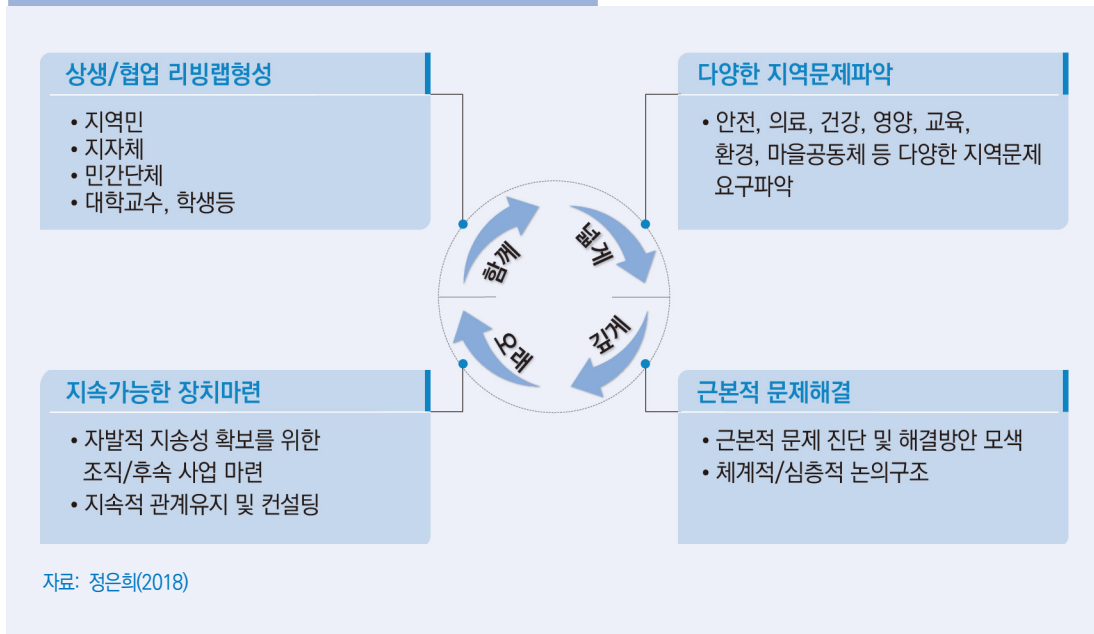 상생/협업 리빙랩형성
• 지역민
• 지자체
• 민간단체
• 대학교수, 학생등
다양한 지역문제파악
• 안전, 의료, 건강, 영양, 교육,
환경, 마을공동체 등 다양한 지역문제
요구파악
함께
넓게
오래
깊게
지속가능한 장치마련
• 자발적 지송성 확보를 위한
조직/후속 사업 마련
• 지속적 관계유지 및 컨설팅
근본적 문제해결
• 근본적 문제 진단 및 해결방안 모색
• 체계적/심층적 논의구조
자료: 정은희(2018)